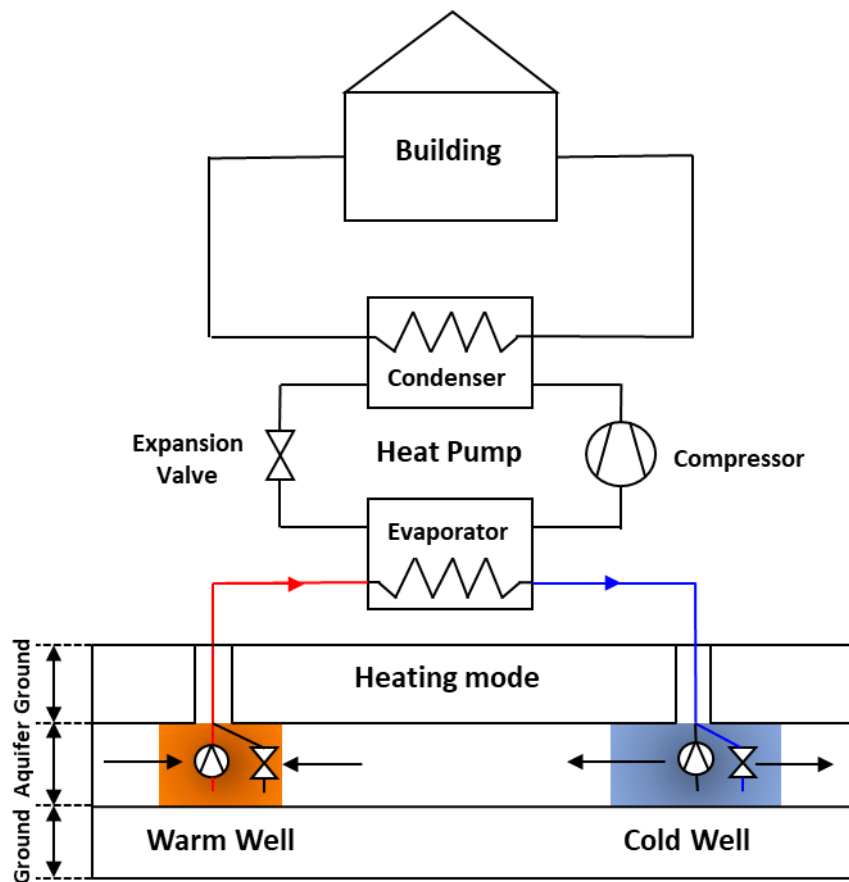 Building
Condenser
Expansion
Valve
Heat Pump
Compressor
Evaporator
Ground
Heating mode
Aquifer
Ground
Warm Well
Cold Well